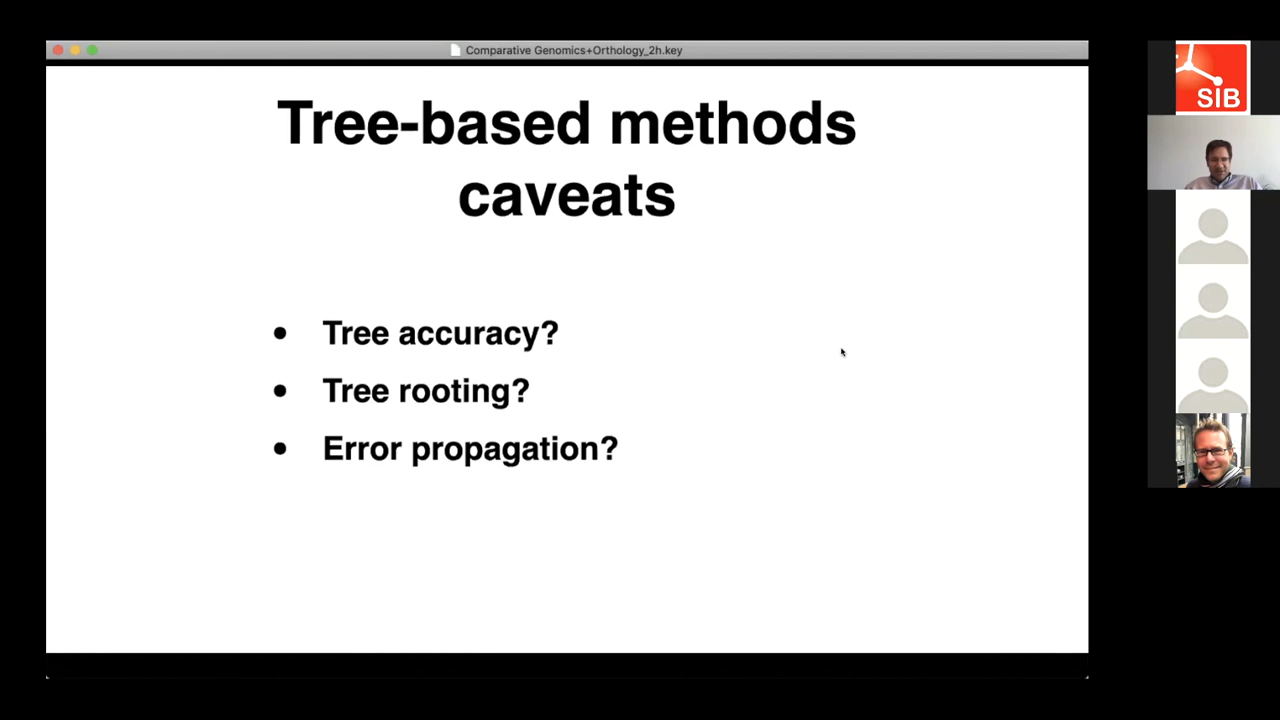 Comparative Genomics+Orthology_2h.key
Tree-based methods
caveats
• Tree accuracy?
• Tree rooting?
• Error propagation?
SIB